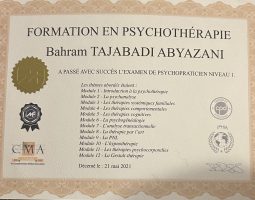 FORMATION EN PSYCHOTHÉRAPIE
Bahram TAJABADI ABYAZANI
A PASSÉ AVEC SUCCÈS L'EXAMEN DE PSYCHOPRATICIEN NIVEAU 1.
Les thèmes abordés étaient :
Module 1 - Introduction à la psychothérapie
Module 2 - La psychanalyse
Module 3 - Les thérapies systémiques familiales
Module 4 - Les thérapies comportementales
Module 5 - Les thérapies cognitives
Module 6 - La psychopathologie
Module 7 - L'analyse transactionnelle
Module 8 - La thérapie par l'art
Module 9 - La PNL
Module 10 - L'hypnothérapie
Module 11 - Les thérapies psychocorporelles
Module 12 - La Gestalt thérapie
Décerné le : 21 mai 2021
CMA